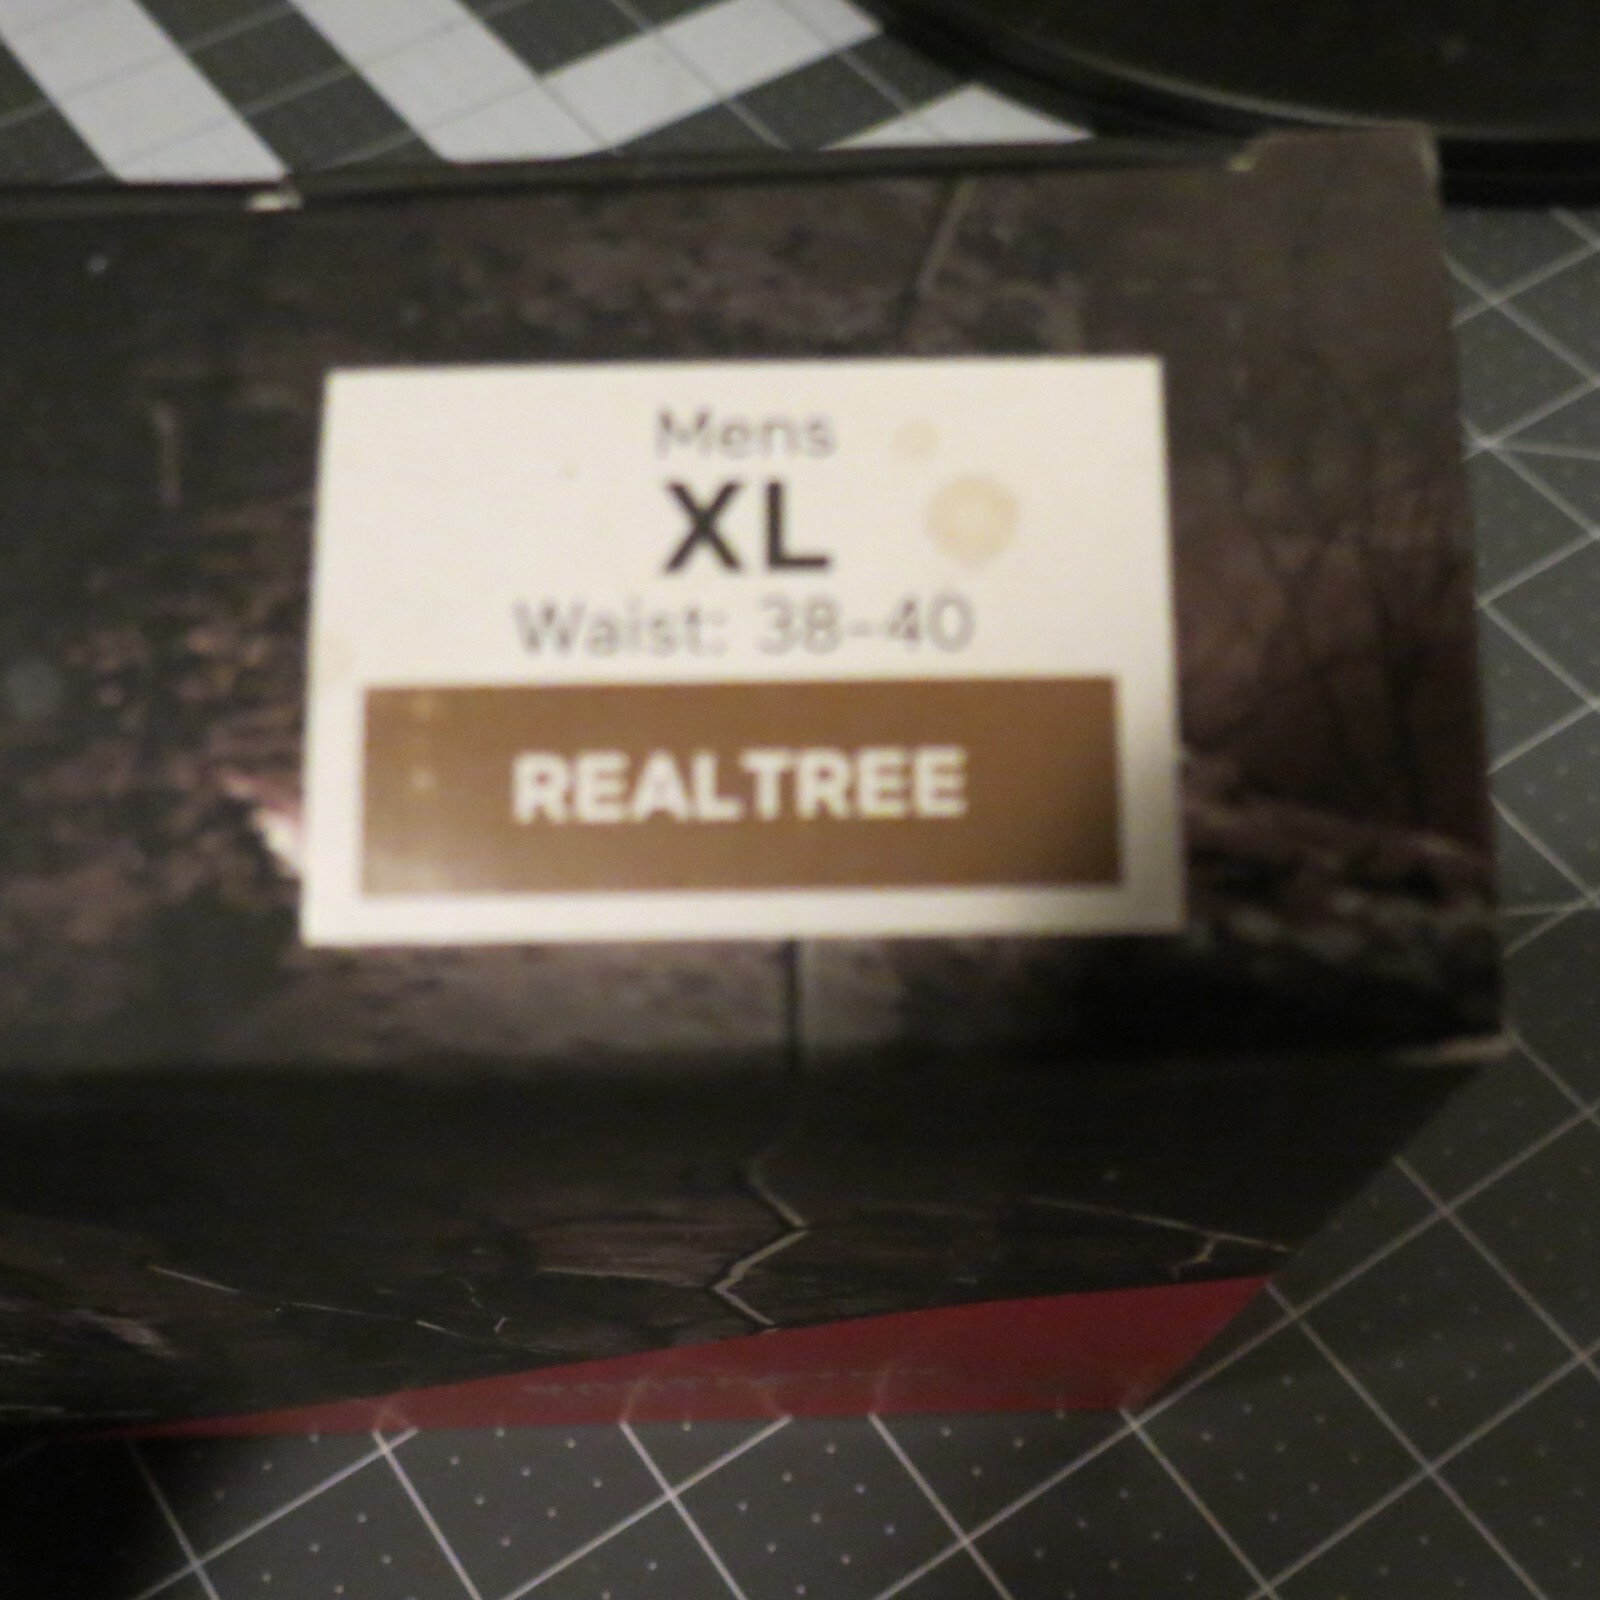 Mens
XL
Waist: 38-40
REALTREE